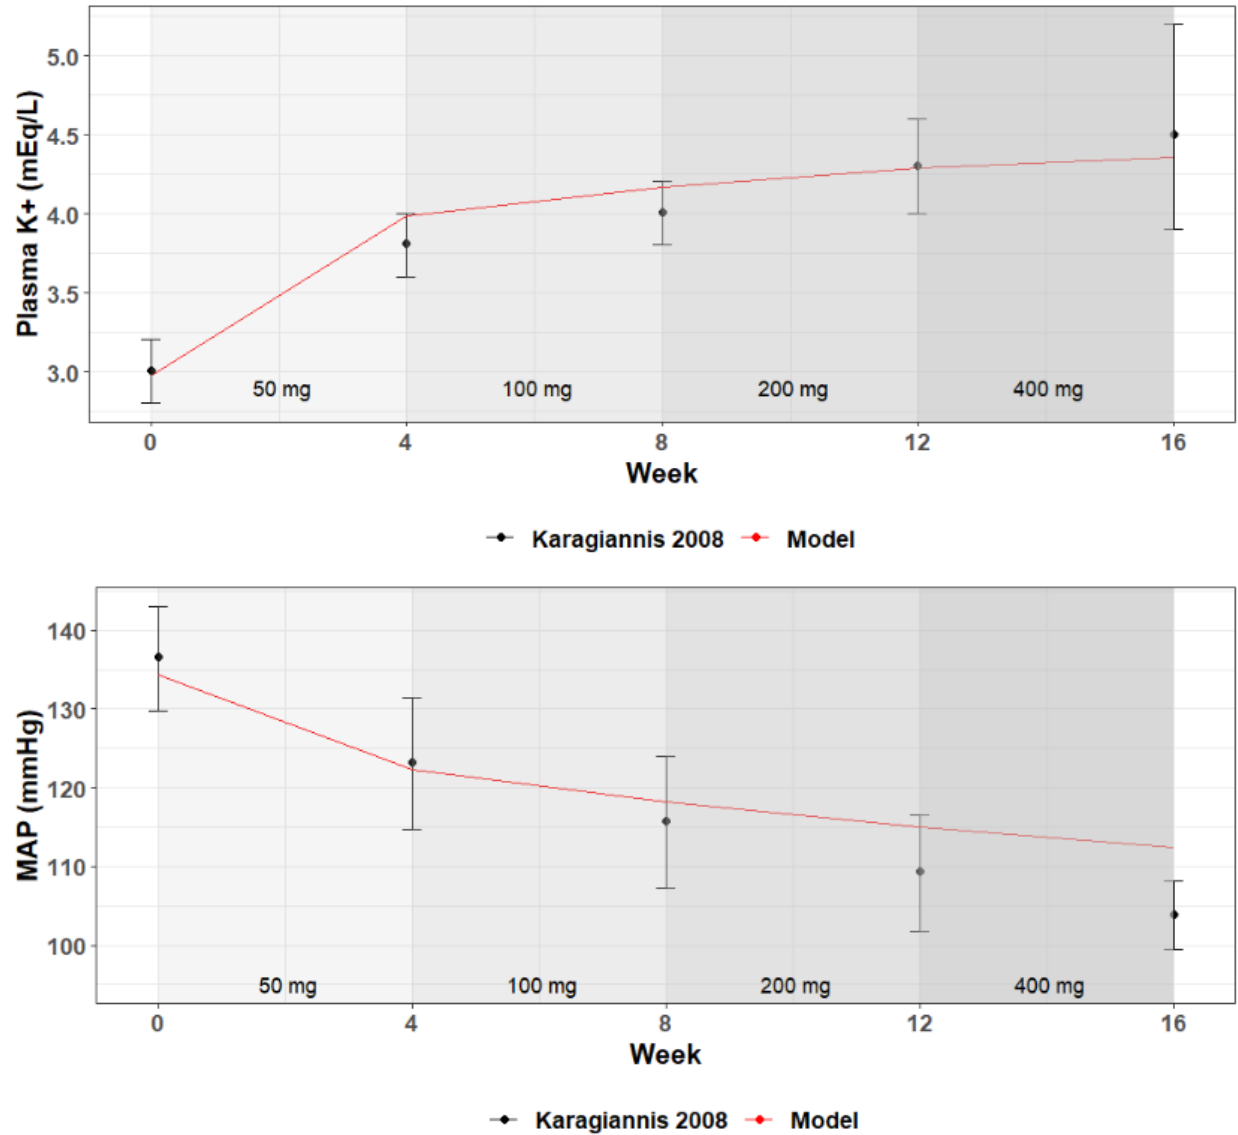 Plasma K+ (mEq/L)
5.0
4.5
4.0
3.5
3.0
50 mg 100 mg 200 mg 400 mg
0 4 8 12 16
Week
Karagiannis 2008 Model
MAP (mmHg)
140
130
120
110
100
50 mg 100 mg 200 mg 400 mg
0 4 8 12 16
Week
Karagiannis 2008 Model